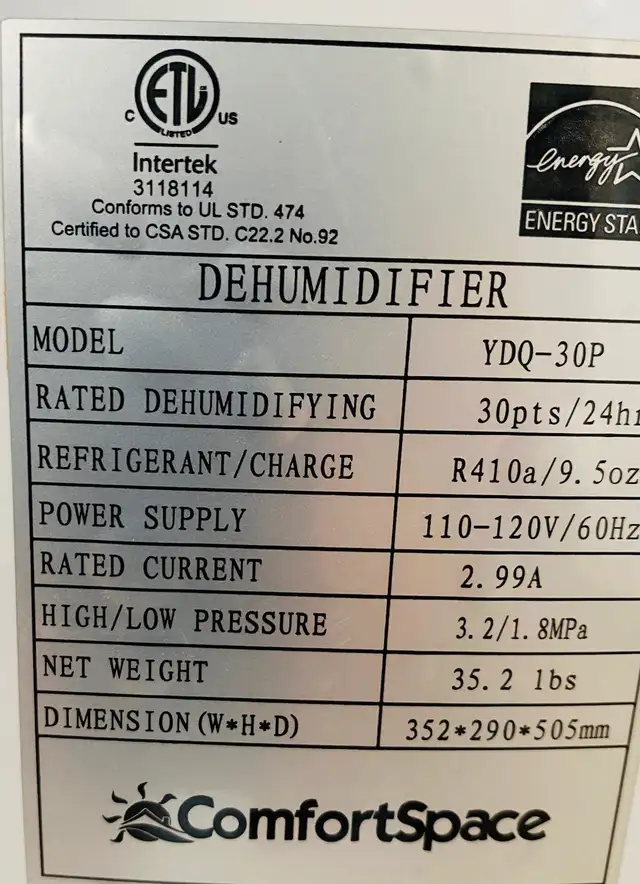 ETL
LISTED
C US
Intertek
3118114
Conforms to UL STD. 474
Certified to CSA STD. C22.2 No.92
energy
ENERGY STA
DEHUMIDIFIER
MODEL YDQ-30P
RATED DEHUMIDIFYING 30pts/24h
REFRIGERANT/CHARGE R410a/9.5oz
POWER SUPPLY 110-120V/60Hz
RATED CURRENT 2.99A
HIGH/LOW PRESSURE 3.2/1.8MPa
NET WEIGHT 35.2 lbs
DIMENSION(W*H*D) 352*290*505mm
ComfortSpace